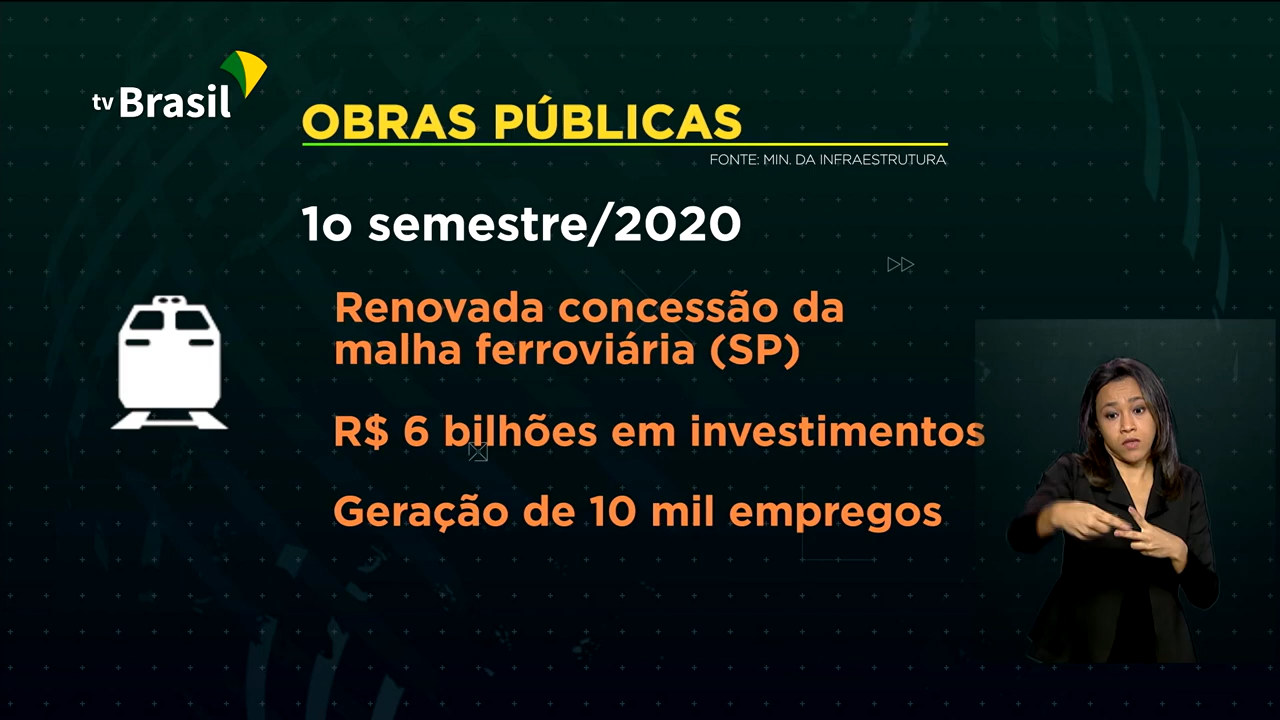 tv Brasil
OBRAS PÚBLICAS
FONTE: MIN. DA INFRAESTRUTURA
1o semestre/2020
Renovada concessão da
malha ferroviária (SP)
R$ 6 bilhões em investimentos
Geração de 10 mil empregos